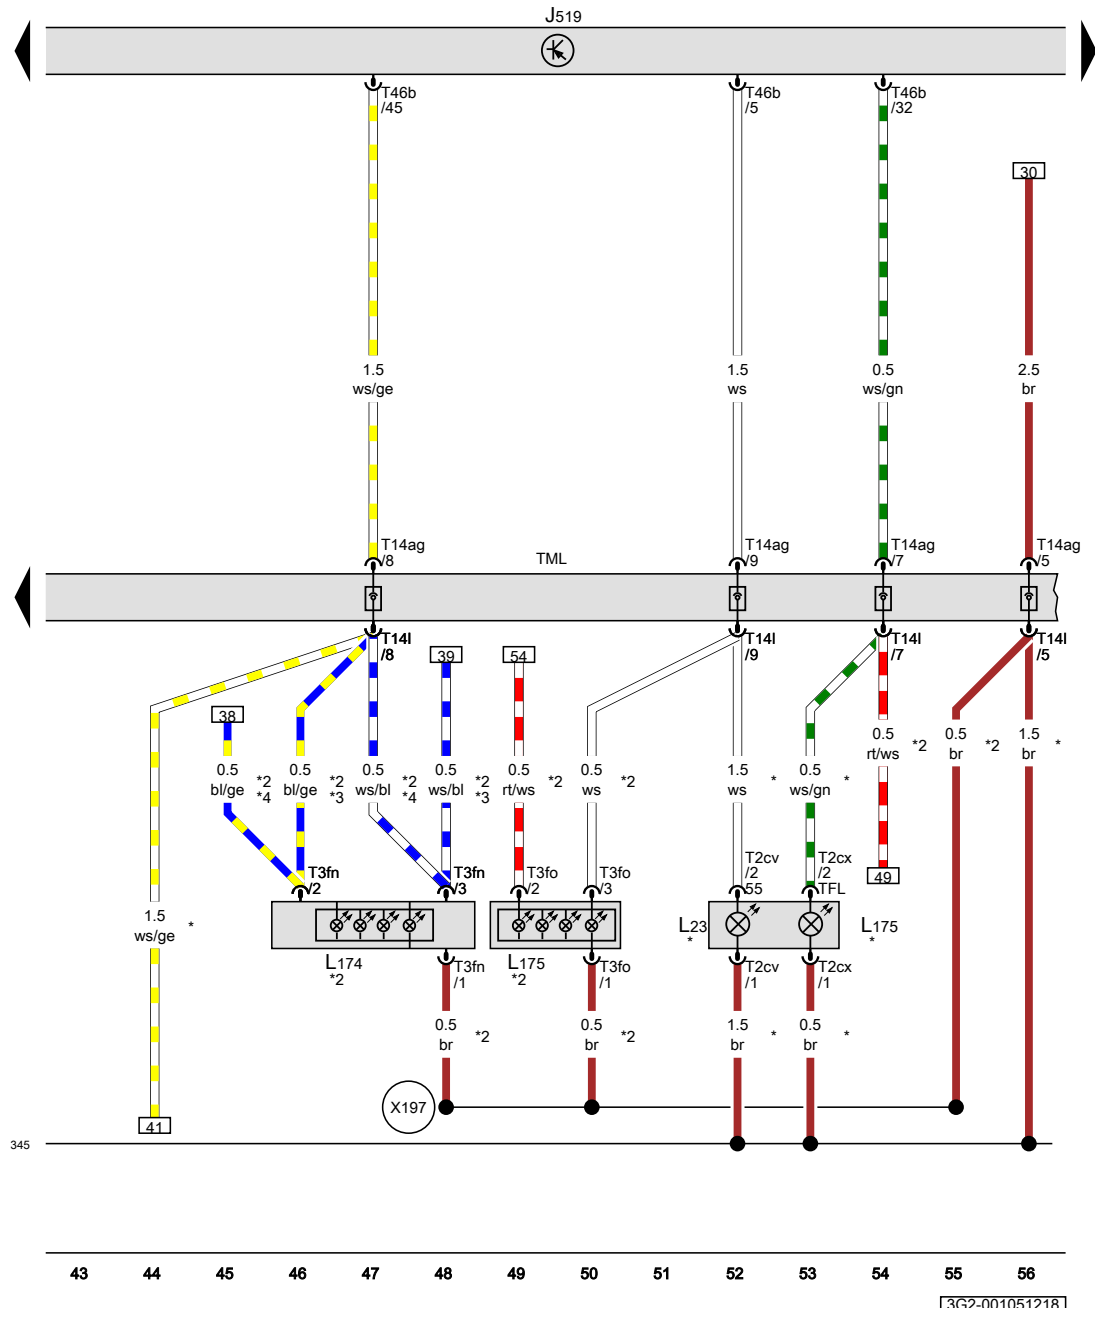 J519
T46b
/45
T46b
/5
T46b
/32
30
1.5
ws/ge
1.5
ws
0.5
ws/gn
2.5
br
T14ag
/8
TML
T14ag
/9
T14ag
/7
T14ag
/5
T14l
/8
39
54
T14l
/9
T14l
/7
T14l
/5
38
0.5
bl/ge
*2
*4
0.5
bl/ge
*2
*3
0.5
ws/bl
*2
*4
0.5
ws/bl
*2
*3
0.5
rt/ws
*2
0.5
ws
*2
1.5
ws
*
0.5
ws/gn
*
0.5
rt/ws
*2
0.5
br
*2
1.5
br
*
T3fn
/2
T3fn
/3
T3fo
/2
T3fo
/3
T2cv
/2
55
T2cx
/2
TFL
49
1.5
ws/ge
*
L174
*2
T3fn
/1
L175
*2
T3fo
/1
L23
*
T2cv
/1
T2cx
/1
L175
*
0.5
br
*2
0.5
br
*2
1.5
br
*
0.5
br
*
X197
41
345
43 44 45 46 47 48 49 50 51 52 53 54 55 56
3G2-001051218